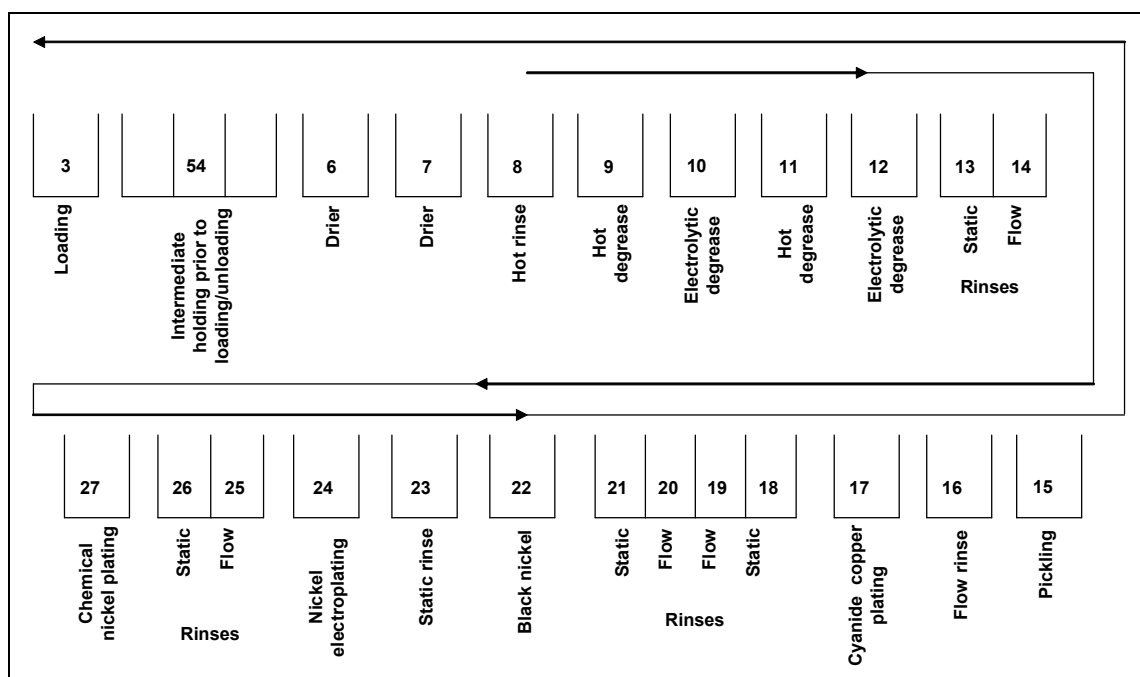 3
54
6
7
8
9
10
11
12
13
14
Loading
Intermediate
holding prior to
loading/unloading
Drier
Drier
Hot rinse
Hot
degrease
Electrolytic
degrease
Hot
degrease
Electrolytic
degrease
Static
Flow
Rinses
27
26
25
24
23
22
21
20
19
18
17
16
15
Chemical
nickel plating
Static
Flow
Rinses
Nickel
electroplating
Static rinse
Black nickel
Static
Flow
Flow
Static
Rinses
Cyanide copper
plating
Flow rinse
Pickling